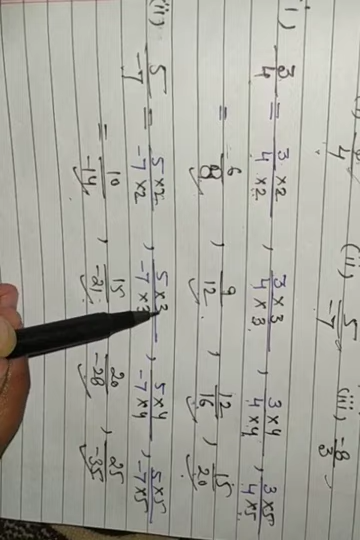 (i) 3/4 (ii) 5/-7 (iii) -8/3
i) 3/4 = 3×2/4×2 , 3×3/4×3 , 3×4/4×4 , 3×5/4×5
= 6/8 , 9/12 , 12/16 , 15/20
(ii) 5/-7 = 5×2/-7×2 , 5×3/-7×3 , 5×4/-7×4 , 5×5/-7×5
= 10/-14 , 15/-21 , 20/-28 , 25/-35